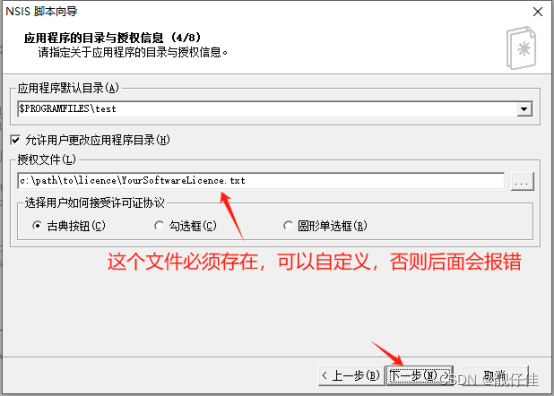 NSIS 脚本向导
应用程序的目录与授权信息 (4/8)
请指定关于应用程序的目录与授权信息。
应用程序默认目录(A)
$PROGRAMFILES\test
允许用户更改应用程序目录(H)
授权文件(L)
c:\path\to\licence\YourSoftwareLicence.txt
...
选择用户如何接受许可证协议
古典按钮(C) 勾选框(C) 圆形单选框(R)
这个文件必须存在，可以自定义，否则后面会报错
< 上一步(B) 下一步(N) > 取消
CSDN @靓仔佳